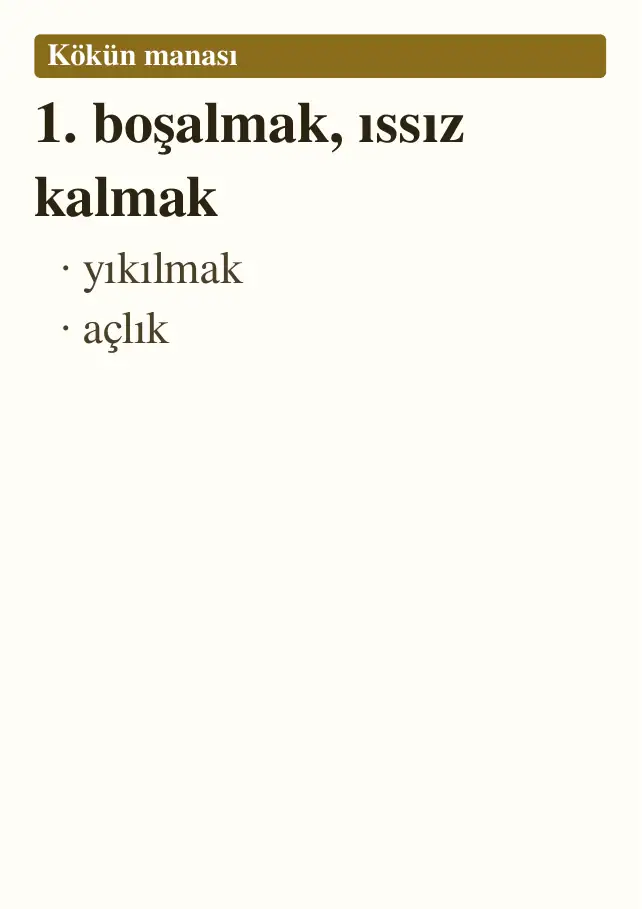 Kökün manası
1. boşalmak, ıssız
kalmak
· yıkılmak
· açlık